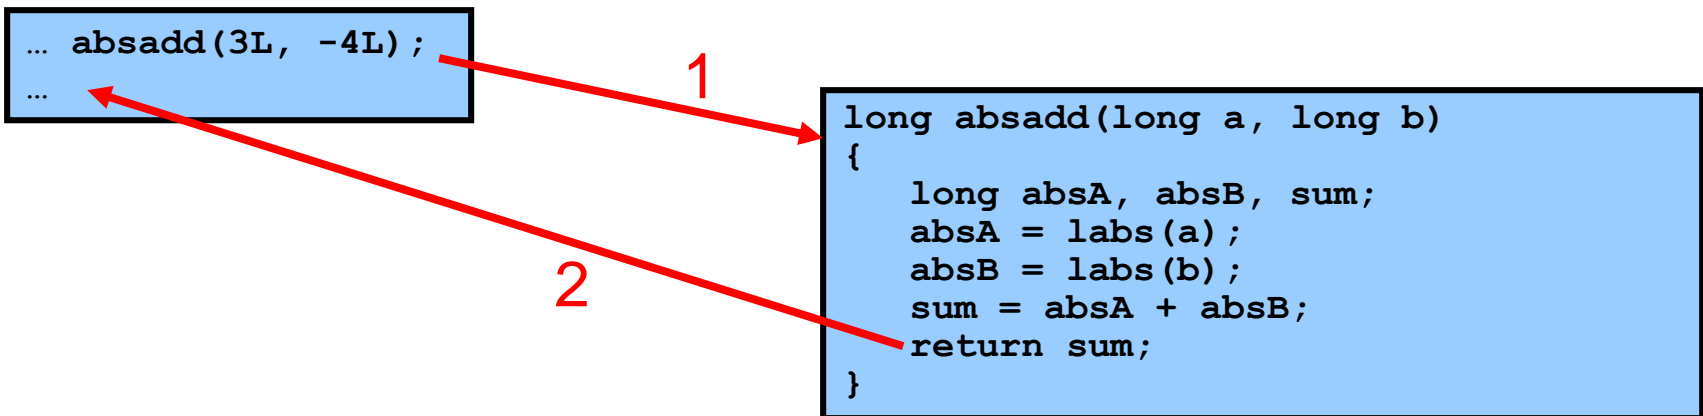 … absadd(3L, -4L);
…
1
long absadd(long a, long b)
{
   long absA, absB, sum;
   absA = labs(a);
   absB = labs(b);
   sum = absA + absB;
   return sum;
}
2